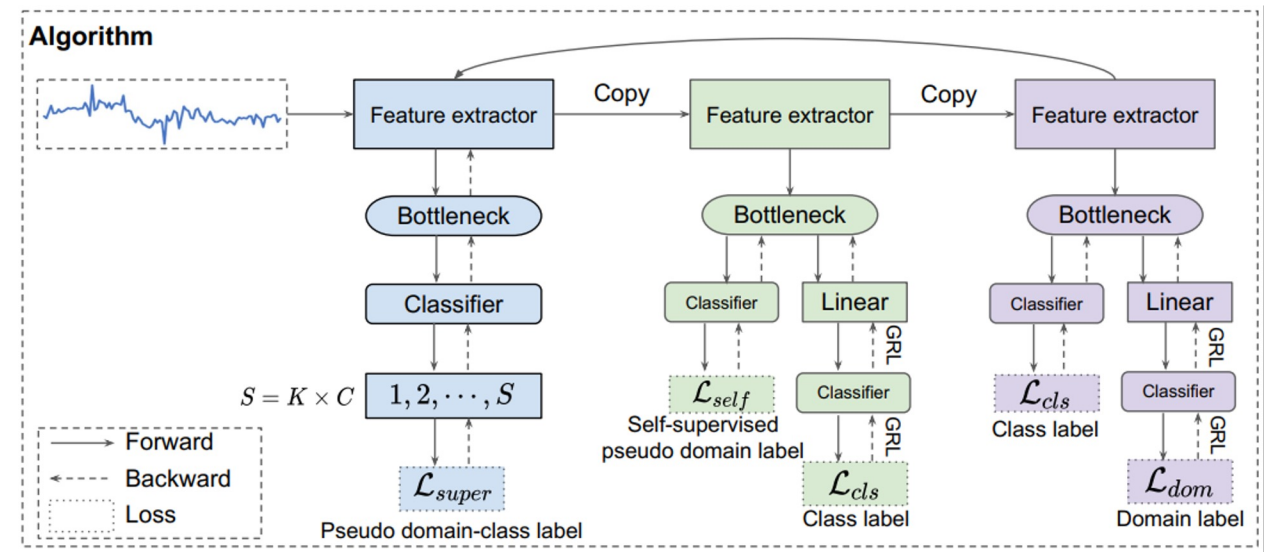 Algorithm
Feature extractor
Copy
Feature extractor
Copy
Feature extractor
Bottleneck
Bottleneck
Bottleneck
Classifier
Classifier
Linear
Classifier
Linear
GRL
GRL
S = K × C
1, 2, ⋯, S
ℒself
Classifier
ℒcls
Classifier
Self-supervised
pseudo domain label
GRL
Class label
GRL
Forward
Backward
Loss
ℒsuper
ℒcls
ℒdom
Pseudo domain-class label
Class label
Domain label